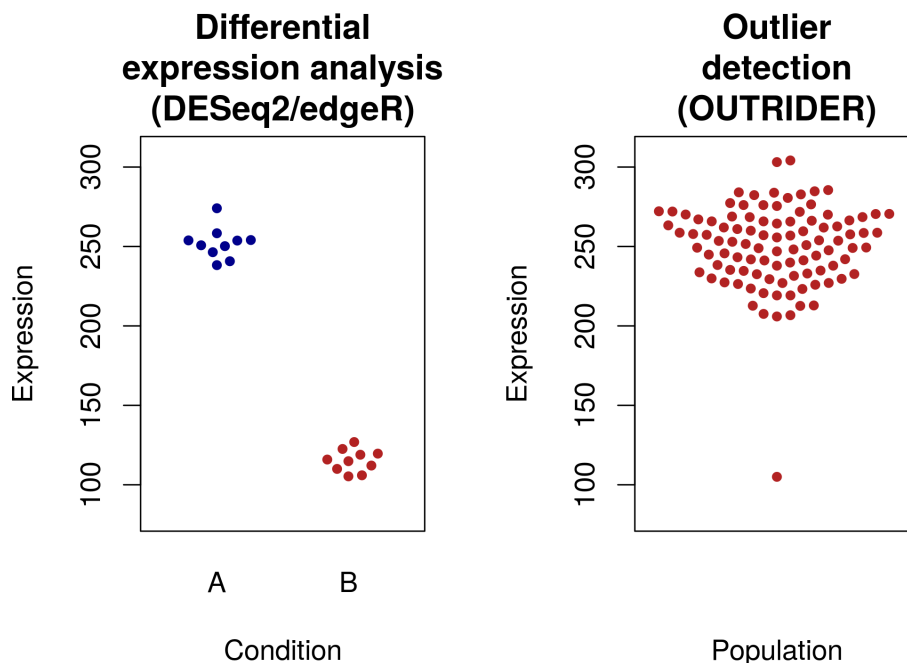 Differential
expression analysis
(DESeq2/edgeR)
300
250
200
150
100
Expression
A B
Condition
Outlier
detection
(OUTRIDER)
300
250
200
150
100
Expression
Population